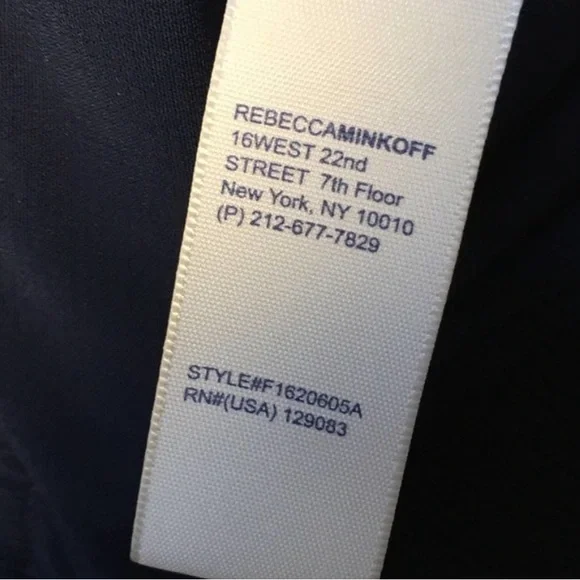 REBECCAMINKOFF
16WEST 22nd
STREET 7th Floor
New York, NY 10010
(P) 212-677-7829
STYLE#F1620605A
RN#(USA) 129083